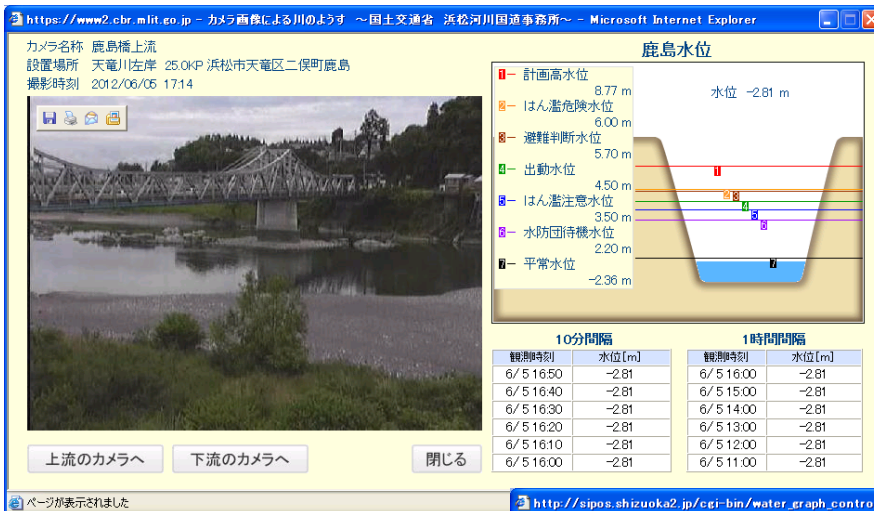 https://www2.cbr.mlit.go.jp - カメラ画像による川のようす ～国土交通省 浜松河川国道事務所～ - Microsoft Internet Explorer
カメラ名称 鹿島橋上流
設置場所 天竜川左岸 25.0KP 浜松市天竜区二俣町鹿島
撮影時刻 2012/06/05 17:14
鹿島水位
水位 -2.81 m
1- 計画高水位
8.77 m
2- はん濫危険水位
6.00 m
3- 避難判断水位
5.70 m
4- 出動水位
4.50 m
5- はん濫注意水位
3.50 m
6- 水防団待機水位
2.20 m
7- 平常水位
-2.36 m
1
2 3
4
5
6
7
10分間隔
観測時刻 水位[m]
6/ 5 16:50 -2.81
6/ 5 16:40 -2.81
6/ 5 16:30 -2.81
6/ 5 16:20 -2.81
6/ 5 16:10 -2.81
6/ 5 16:00 -2.81
1時間間隔
観測時刻 水位[m]
6/ 5 16:00 -2.81
6/ 5 15:00 -2.81
6/ 5 14:00 -2.81
6/ 5 13:00 -2.81
6/ 5 12:00 -2.81
6/ 5 11:00 -2.81
上流のカメラへ 下流のカメラへ 閉じる
ページが表示されました
http://sipos.shizuoka2.jp/cgi-bin/water_graph_contro